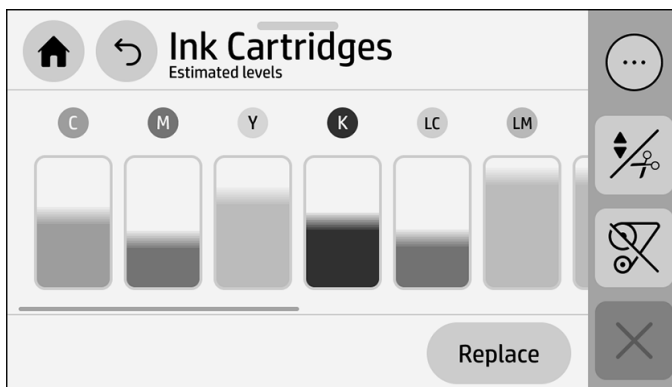 Ink Cartridges
Estimated levels
C M Y K LC LM
Replace